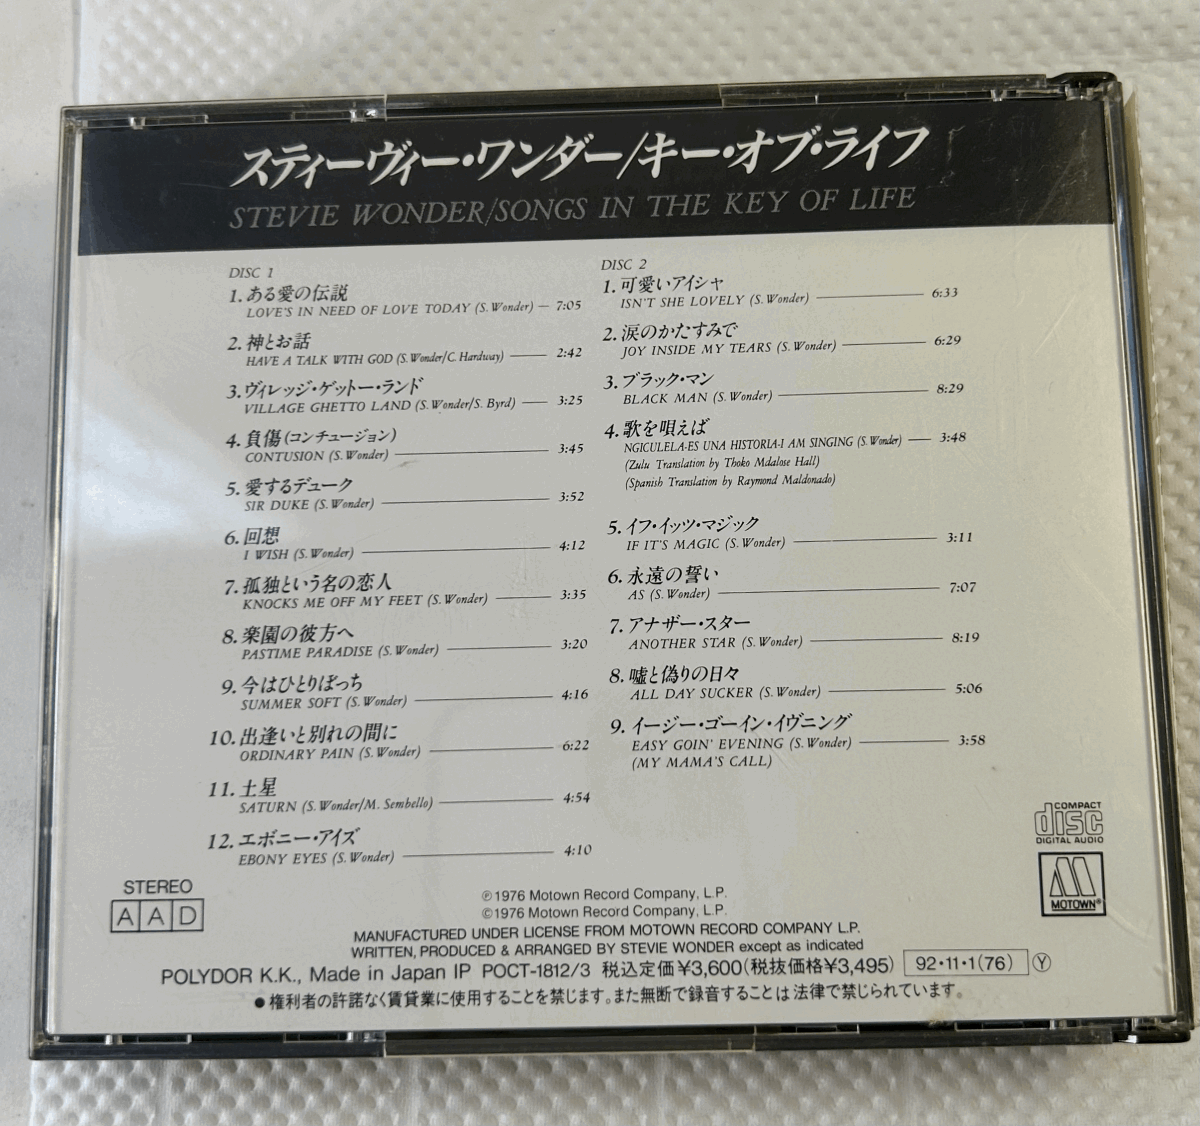 スティーヴィー・ワンダー/キー・オブ・ライフ
STEVIE WONDER/SONGS IN THE KEY OF LIFE
DISC 1
1. ある愛の伝説
LOVE'S IN NEED OF LOVE TODAY (S. Wonder) — 7:05
2. 神とお話
HAVE A TALK WITH GOD (S. Wonder/C. Hardway) — 2:42
3. ヴィレッジ・ゲットー・ランド
VILLAGE GHETTO LAND (S. Wonder/S. Byrd) — 3:25
4. 負傷(コンチュージョン)
CONTUSION (S. Wonder) — 3:45
5. 愛するデューク
SIR DUKE (S. Wonder) — 3:52
6. 回想
I WISH (S. Wonder) — 4:12
7. 孤独という名の恋人
KNOCKS ME OFF MY FEET (S. Wonder) — 3:35
8. 楽園の彼方へ
PASTIME PARADISE (S. Wonder) — 3:20
9. 今はひとりぼっち
SUMMER SOFT (S. Wonder) — 4:16
10. 出逢いと別れの間に
ORDINARY PAIN (S. Wonder) — 6:22
11. 土星
SATURN (S. Wonder/M. Sembello) — 4:54
12. エボニー・アイズ
EBONY EYES (S. Wonder) — 4:10
DISC 2
1. 可愛いアイシャ
ISN'T SHE LOVELY (S. Wonder) — 6:33
2. 涙のかたすみで
JOY INSIDE MY TEARS (S. Wonder) — 6:29
3. ブラック・マン
BLACK MAN (S. Wonder) — 8:29
4. 歌を唄えば
NGICULELA-ES UNA HISTORIA-I AM SINGING (S. Wonder) — 3:48
(Zulu Translation by Thoko Mdalose Hall)
(Spanish Translation by Raymond Maldonado)
5. イフ・イッツ・マジック
IF IT'S MAGIC (S. Wonder) — 3:11
6. 永遠の誓い
AS (S. Wonder) — 7:07
7. アナザー・スター
ANOTHER STAR (S. Wonder) — 8:19
8. 嘘と偽りの日々
ALL DAY SUCKER (S. Wonder) — 5:06
9. イージー・ゴーイン・イヴニング
EASY GOIN' EVENING (S. Wonder) — 3:58
(MY MAMA'S CALL)
COMPACT
disc
DIGITAL AUDIO
MOTOWN®
STEREO
AAD
℗1976 Motown Record Company, L.P.
©1976 Motown Record Company, L.P.
MANUFACTURED UNDER LICENSE FROM MOTOWN RECORD COMPANY L.P.
WRITTEN, PRODUCED & ARRANGED BY STEVIE WONDER except as indicated
POLYDOR K.K., Made in Japan IP POCT-1812/3 税込定価¥3,600(税抜価格¥3,495) 92・11・1(76) Ⓨ
●権利者の許諾なく賃貸業に使用することを禁じます。また無断で録音することは法律で禁じられています。